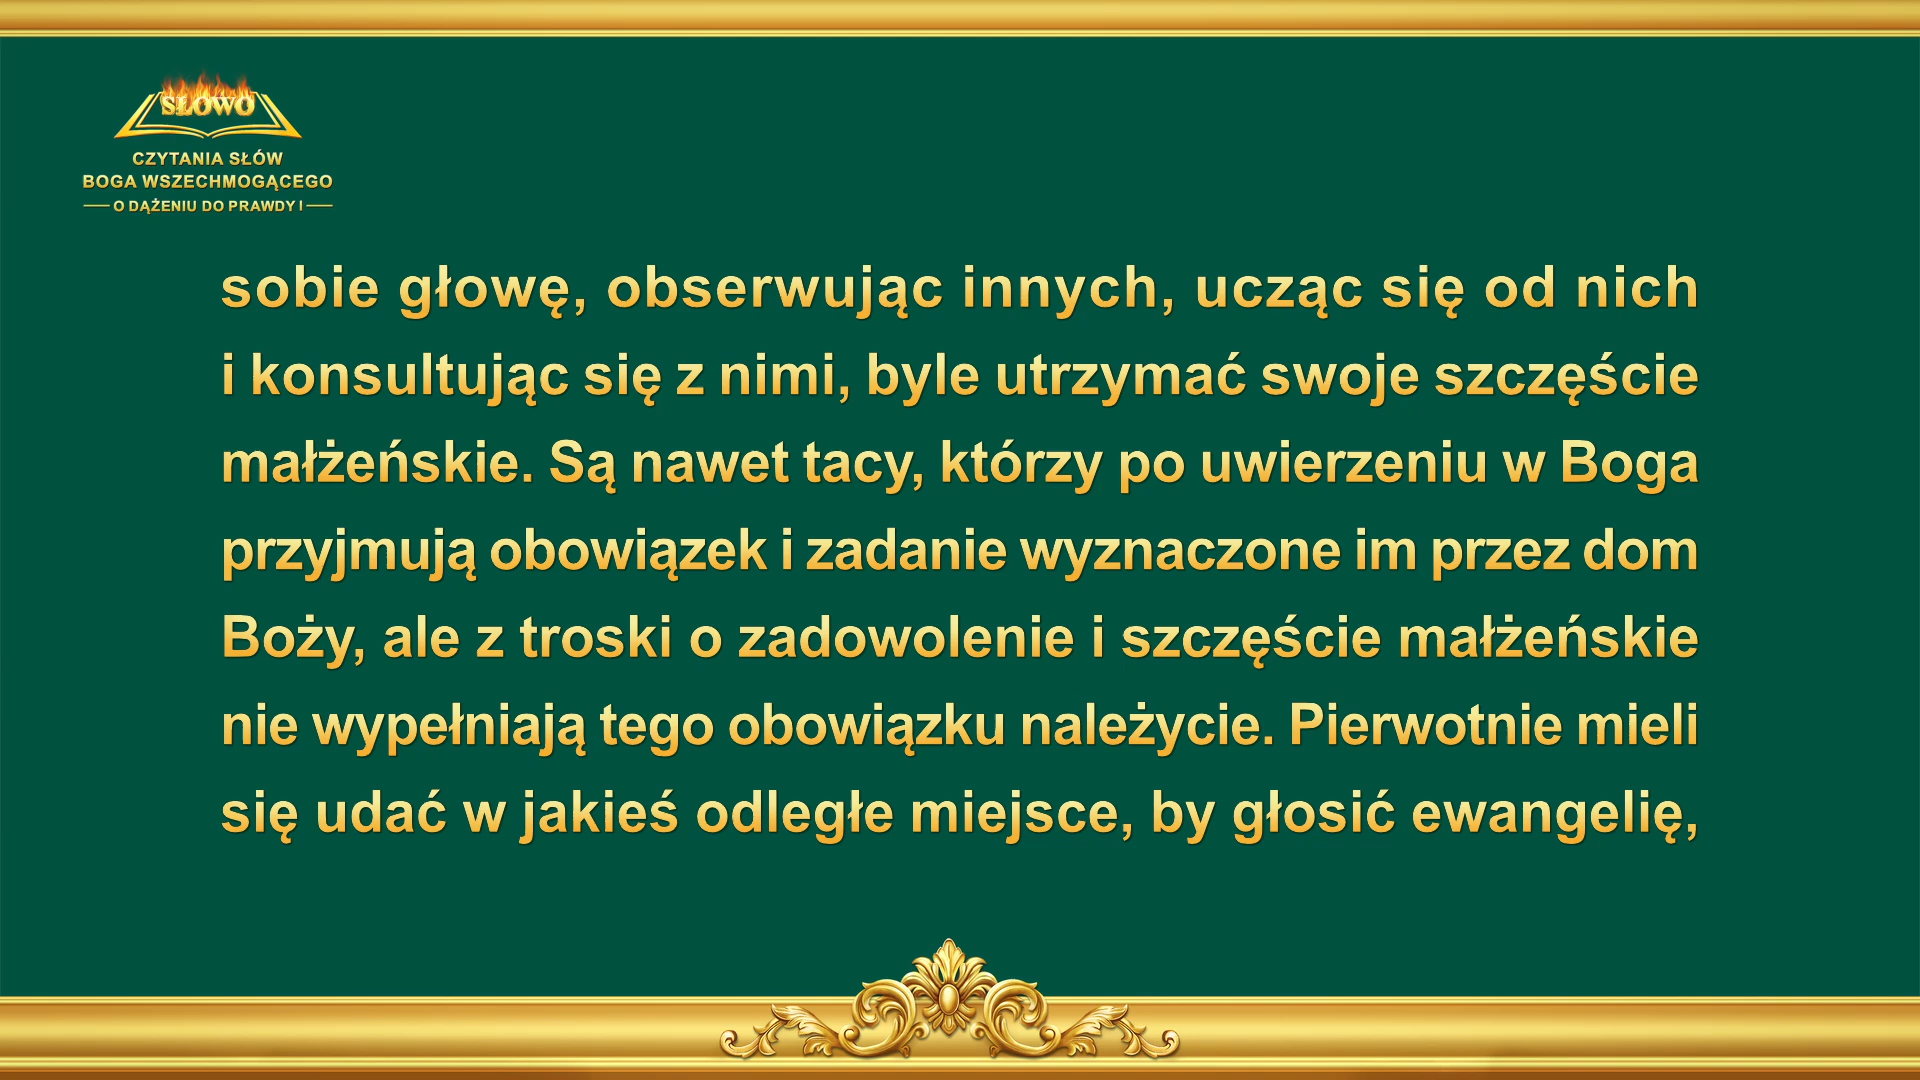 SŁOWO
CZYTANIA SŁÓW
BOGA WSZECHMOGĄCEGO
O DĄŻENIU DO PRAWDY I
sobie głowę, obserwując innych, ucząc się od nich
i konsultując się z nimi, byle utrzymać swoje szczęście
małżeńskie. Są nawet tacy, którzy po uwierzeniu w Boga
przyjmują obowiązek i zadanie wyznaczone im przez dom
Boży, ale z troski o zadowolenie i szczęście małżeńskie
nie wypełniają tego obowiązku należycie. Pierwotnie mieli
się udać w jakieś odległe miejsce, by głosić ewangelię,